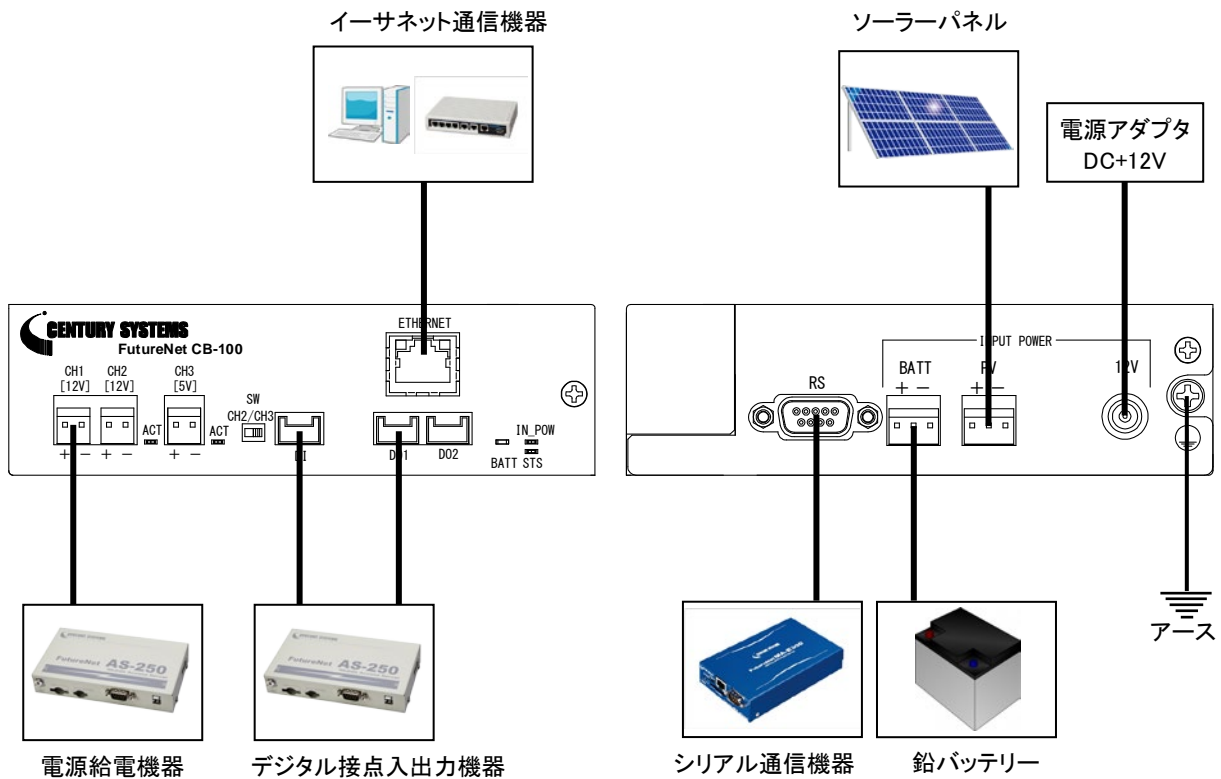 イーサネット通信機器
ソーラーパネル
電源アダプタ
DC+12V
CENTURY SYSTEMS
FutureNet CB-100
ETHERNET
CH1
[12V]
CH2
[12V]
CH3
[5V]
SW
CH2/CH3
ACT
ACT
+ -
+ -
+ -
DI
DO1
DO2
IN_POW
BATT STS
INPUT POWER
RS
BATT
+ -
PV
+ -
12V
アース
FutureNet AS-250
FutureNet AS-250
電源給電機器
デジタル接点入出力機器
シリアル通信機器
鉛バッテリー